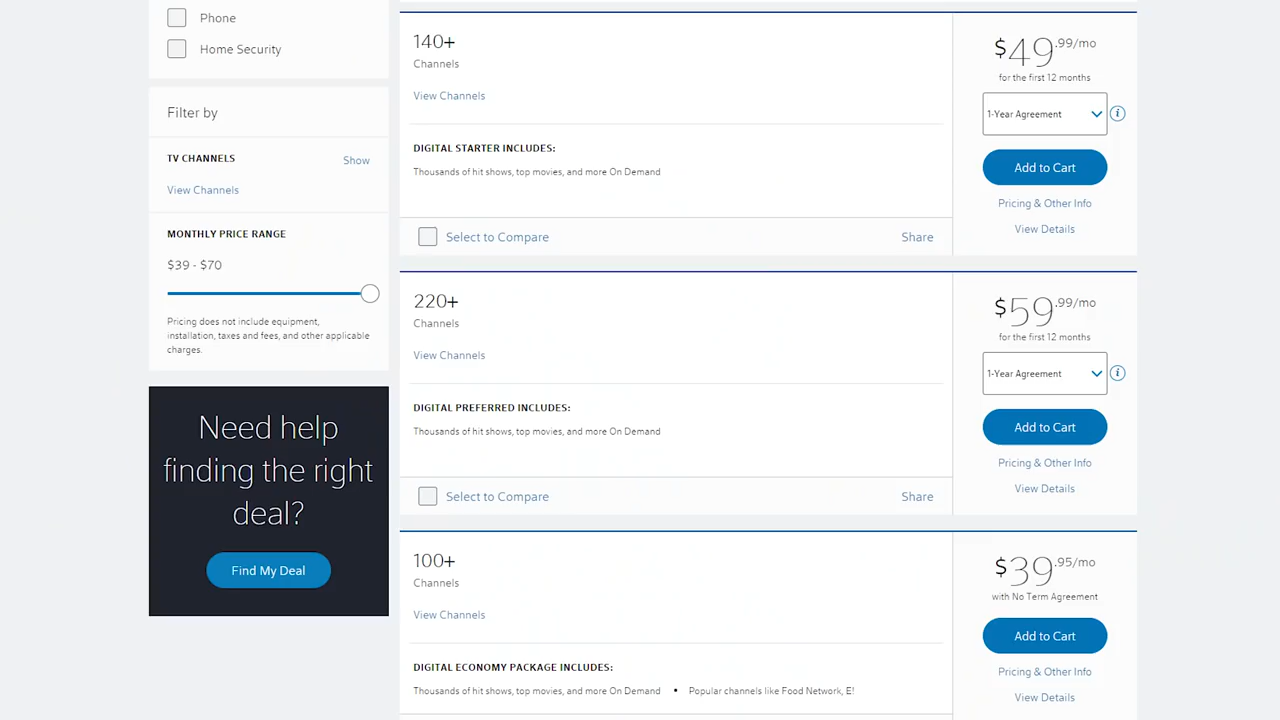 Phone
Home Security
Filter by
TV CHANNELS
Show
View Channels
MONTHLY PRICE RANGE
$39 - $70
Pricing does not include equipment,
installation, taxes and fees, and other applicable
charges.
Need help
finding the right
deal?
Find My Deal
140+
Channels
View Channels
DIGITAL STARTER INCLUDES:
Thousands of hit shows, top movies, and more On Demand
Select to Compare
Share
$49.99/mo
for the first 12 months
1-Year Agreement
Add to Cart
Pricing & Other Info
View Details
220+
Channels
View Channels
DIGITAL PREFERRED INCLUDES:
Thousands of hit shows, top movies, and more On Demand
Select to Compare
Share
$59.99/mo
for the first 12 months
1-Year Agreement
Add to Cart
Pricing & Other Info
View Details
100+
Channels
View Channels
DIGITAL ECONOMY PACKAGE INCLUDES:
Thousands of hit shows, top movies, and more On Demand • Popular channels like Food Network, E!
$39.95/mo
with No Term Agreement
Add to Cart
Pricing & Other Info
View Details